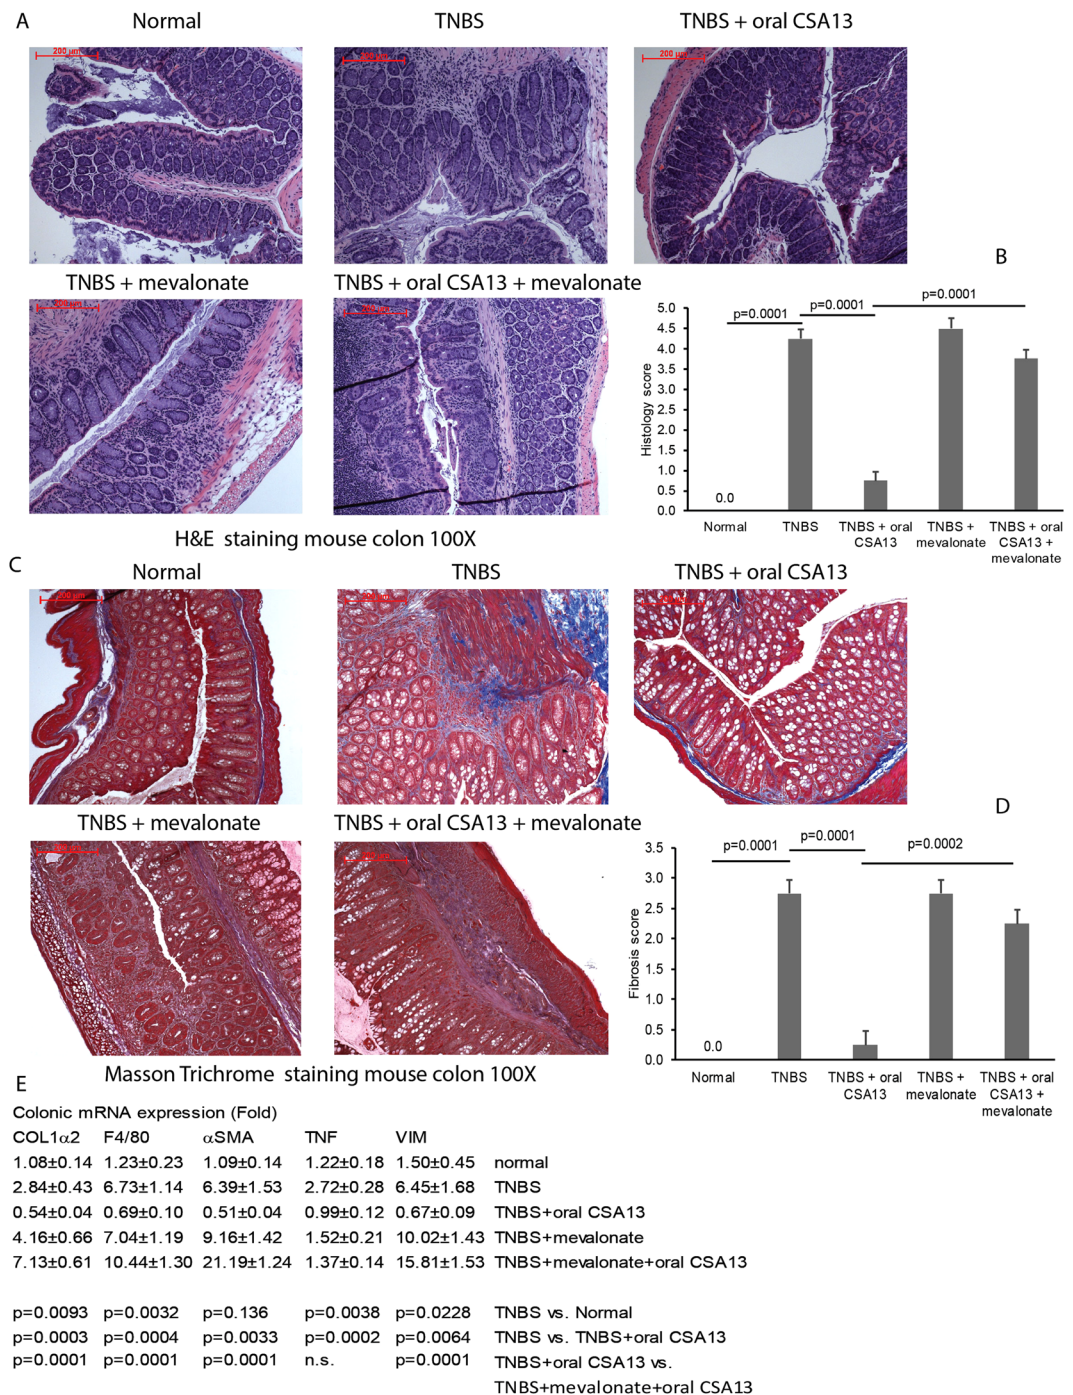 A
Normal
TNBS
TNBS + oral CSA13
200 μm
200 μm
200 μm
TNBS + mevalonate
TNBS + oral CSA13 + mevalonate
200 μm
200 μm
H&E staining mouse colon 100X
B
p=0.0001
p=0.0001
p=0.0001
Histology score
5.0
4.5
4.0
3.5
3.0
2.5
2.0
1.5
1.0
0.5
0.0
0.0
Normal
TNBS
TNBS + oral
CSA13
TNBS +
mevalonate
TNBS + oral
CSA13 +
mevalonate
C
Normal
TNBS
TNBS + oral CSA13
200 μm
200 μm
TNBS + mevalonate
TNBS + oral CSA13 + mevalonate
Masson Trichrome staining mouse colon 100X
D
p=0.0001
p=0.0001
p=0.0002
Fibrosis score
3.5
3.0
2.5
2.0
1.5
1.0
0.5
0.0
0.0
Normal
TNBS
TNBS + oral
CSA13
TNBS +
mevalonate
TNBS + oral
CSA13 +
mevalonate
E
Colonic mRNA expression (Fold)
COL1α2 F4/80 αSMA TNF VIM
1.08±0.14 1.23±0.23 1.09±0.14 1.22±0.18 1.50±0.45 normal
2.84±0.43 6.73±1.14 6.39±1.53 2.72±0.28 6.45±1.68 TNBS
0.54±0.04 0.69±0.10 0.51±0.04 0.99±0.12 0.67±0.09 TNBS+oral CSA13
4.16±0.66 7.04±1.19 9.16±1.42 1.52±0.21 10.02±1.43 TNBS+mevalonate
7.13±0.61 10.44±1.30 21.19±1.24 1.37±0.14 15.81±1.53 TNBS+mevalonate+oral CSA13
p=0.0093 p=0.0032 p=0.136 p=0.0038 p=0.0228 TNBS vs. Normal
p=0.0003 p=0.0004 p=0.0033 p=0.0002 p=0.0064 TNBS vs. TNBS+oral CSA13
p=0.0001 p=0.0001 p=0.0001 n.s. p=0.0001 TNBS+oral CSA13 vs.
TNBS+mevalonate+oral CSA13